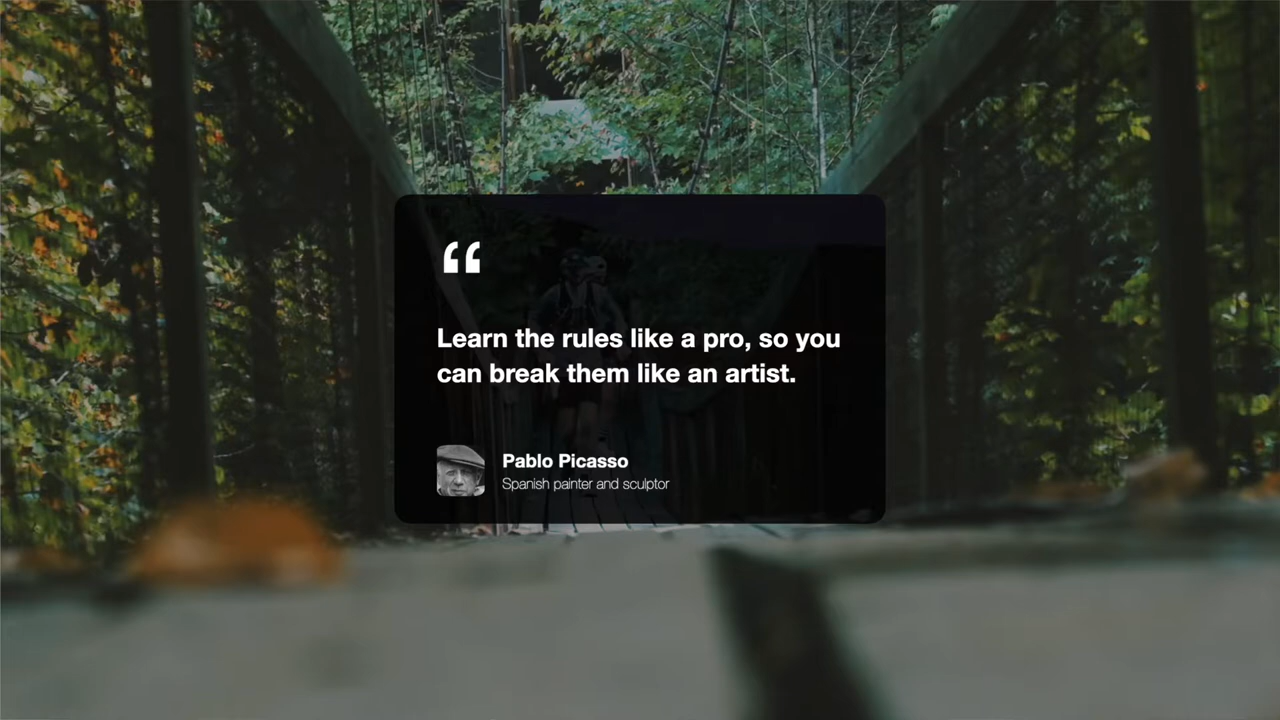 “
Learn the rules like a pro, so you
can break them like an artist.
Pablo Picasso
Spanish painter and sculptor